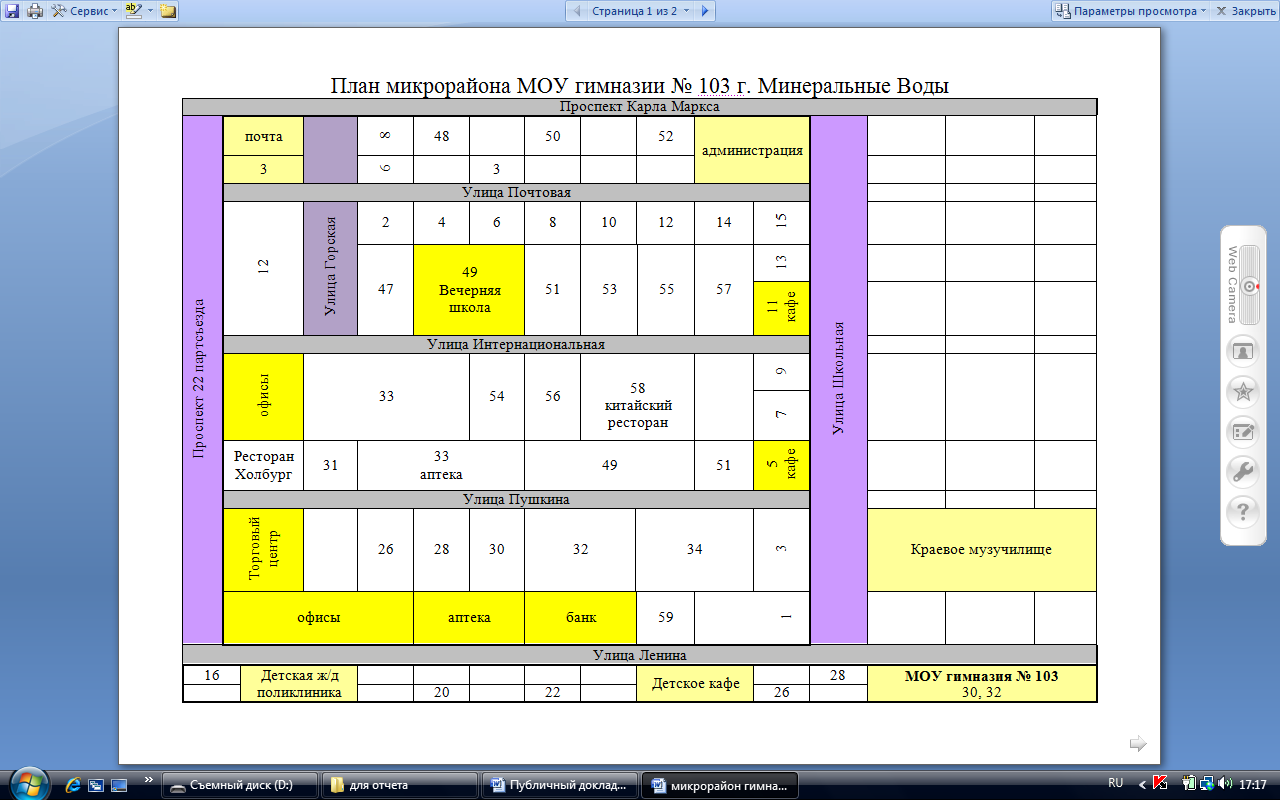 Сервис
Страница 1 из 2
Параметры просмотра
Закрыть
План микрорайона МОУ гимназии № 103 г. Минеральные Воды
Проспект Карла Маркса
почта
8
48
50
52
администрация
3
6
3
Улица Почтовая
Проспект 22 партсъезда
12
Улица Горская
2
4
6
8
10
12
14
15
47
49
Вечерняя
школа
51
53
55
57
13
11
кафе
Улица Школьная
Улица Интернациональная
офисы
33
54
56
58
китайский
ресторан
9
7
Ресторан
Холбург
31
33
аптека
49
51
5
кафе
Улица Пушкина
Торговый
центр
26
28
30
32
34
3
Краевое музучилище
офисы
аптека
банк
59
1
Улица Ленина
16
Детская ж/д
поликлиника
20
22
Детское кафе
26
28
МОУ гимназия № 103
30, 32
Web Camera
Съемный диск (D:)
для отчета
Публичный доклад...
микрорайон гимна...
RU
17:17